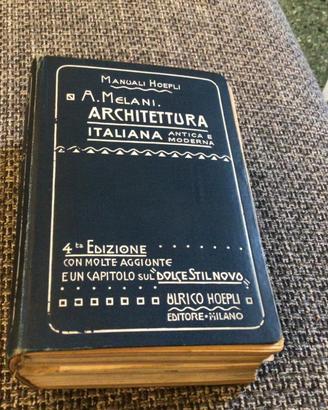 MANUALI HOEPLI
A. MELANI.
ARCHITETTURA
ITALIANA ANTICA E MODERNA
4ta EDIZIONE
CON MOLTE AGGIUNTE
E UN CAPITOLO SUL "DOLCE STIL NOVO"
ULRICO HOEPLI
EDITORE-MILANO